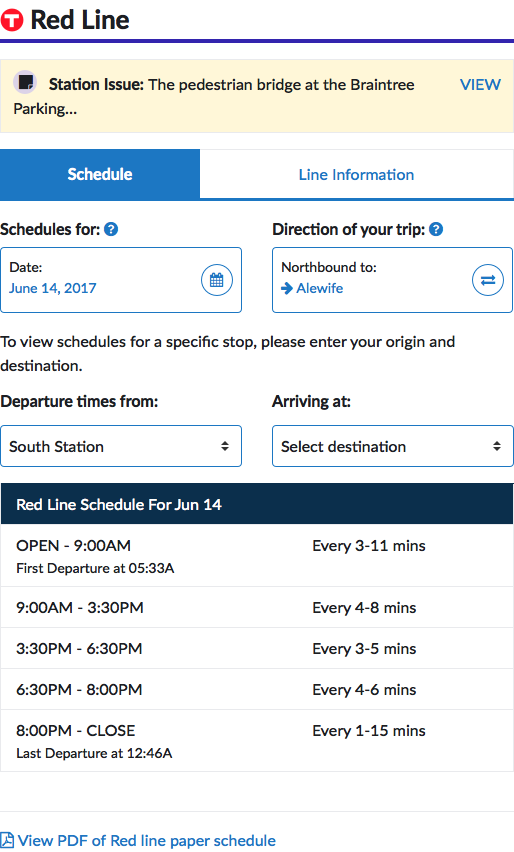 T Red Line
Station Issue: The pedestrian bridge at the Braintree VIEW
Parking...
Schedule Line Information
Schedules for: ? Direction of your trip: ?
Date: Northbound to:
June 14, 2017 Alewife
To view schedules for a specific stop, please enter your origin and
destination.
Departure times from: Arriving at:
South Station Select destination
Red Line Schedule For Jun 14
OPEN - 9:00AM Every 3-11 mins
First Departure at 05:33A
9:00AM - 3:30PM Every 4-8 mins
3:30PM - 6:30PM Every 3-5 mins
6:30PM - 8:00PM Every 4-6 mins
8:00PM - CLOSE Every 1-15 mins
Last Departure at 12:46A
View PDF of Red line paper schedule